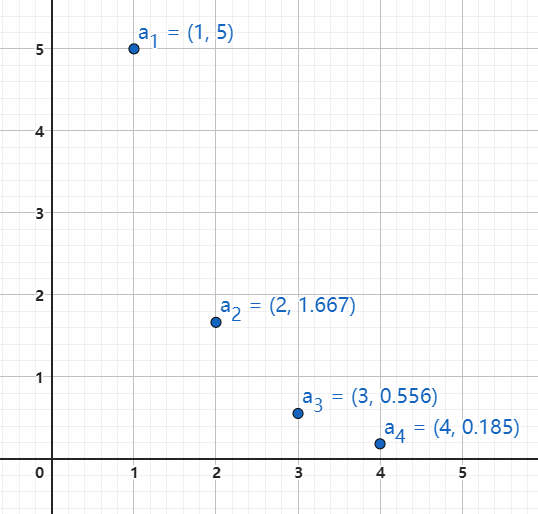 a1 = (1, 5)
5
4
3
2
a2 = (2, 1.667)
1
a3 = (3, 0.556)
a4 = (4, 0.185)
0 1 2 3 4 5